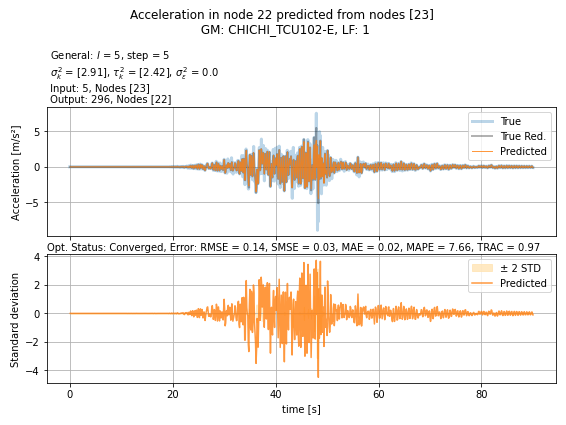 Acceleration in node 22 predicted from nodes [23]
GM: CHICHI_TCU102-E, LF: 1
General: l = 5, step = 5
σ²ₖ = [2.91], τ²ₖ = [2.42], σ²ε = 0.0
Input: 5, Nodes [23]
Output: 296, Nodes [22]
Acceleration [m/s²]
5
0
−5
True
True Red.
Predicted
Opt. Status: Converged, Error: RMSE = 0.14, SMSE = 0.03, MAE = 0.02, MAPE = 7.66, TRAC = 0.97
Standard deviation
4
2
0
−2
−4
± 2 STD
Predicted
0 20 40 60 80
time [s]